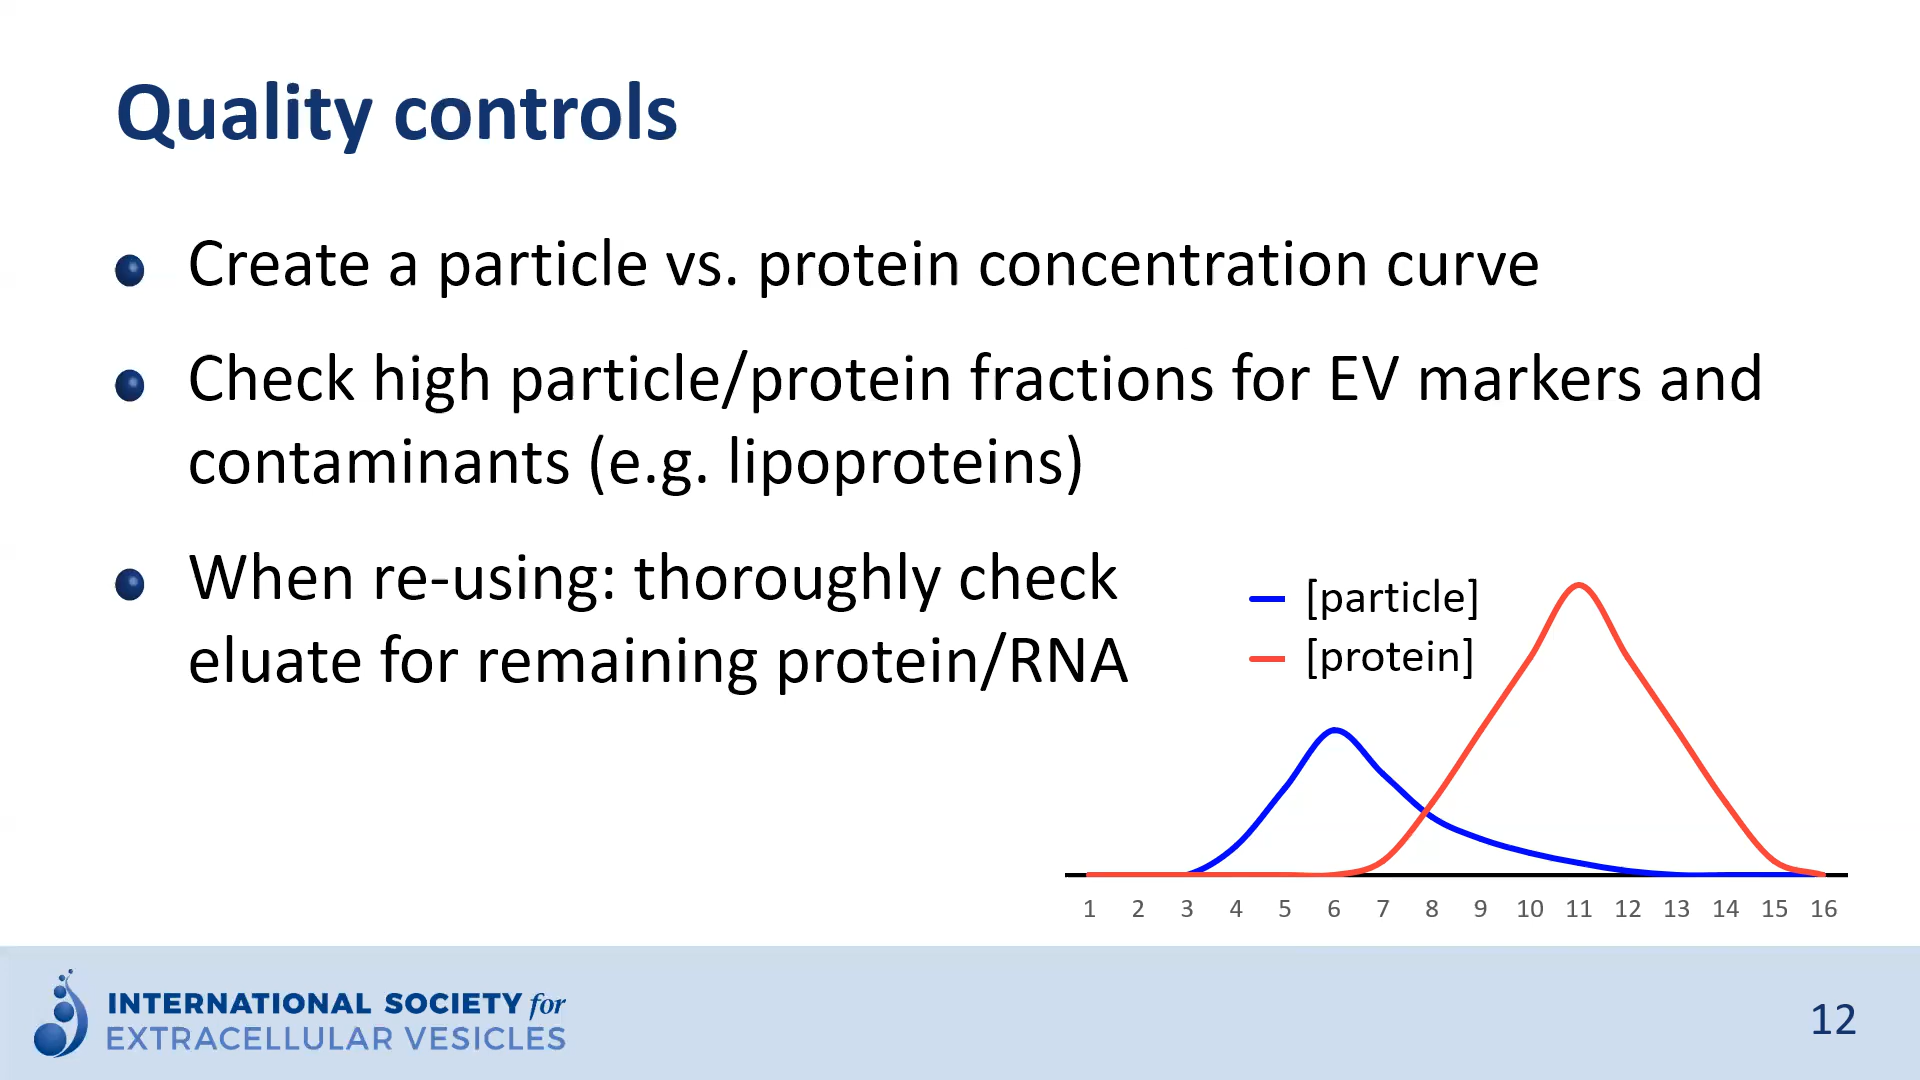 Quality controls
Create a particle vs. protein concentration curve
Check high particle/protein fractions for EV markers and
contaminants (e.g. lipoproteins)
When re-using: thoroughly check
eluate for remaining protein/RNA
[particle]
[protein]
1 2 3 4 5 6 7 8 9 10 11 12 13 14 15 16
INTERNATIONAL SOCIETY for
EXTRACELLULAR VESICLES
12